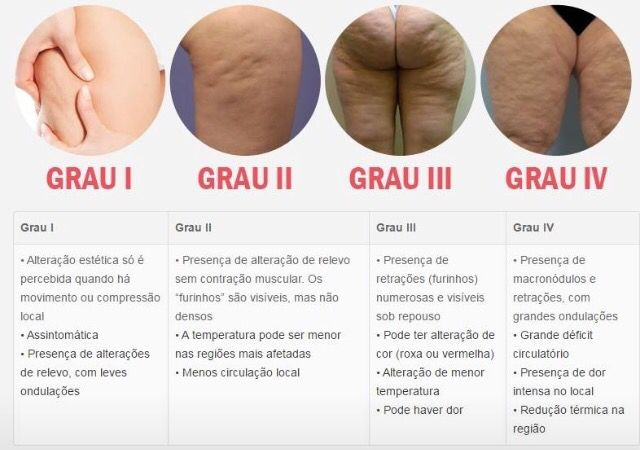 GRAU I
GRAU II
GRAU III
GRAU IV
Grau I
• Alteração estética só é
percebida quando há
movimento ou compressão
local
• Assintomática
• Presença de alterações
de relevo, com leves
ondulações
Grau II
• Presença de alteração de relevo
sem contração muscular. Os
“furinhos” são visíveis, mas não
densos
• A temperatura pode ser menor
nas regiões mais afetadas
• Menos circulação local
Grau III
• Presença de
retrações (furinhos)
numerosas e visíveis
sob repouso
• Pode ter alteração de
cor (roxa ou vermelha)
• Alteração de menor
temperatura
• Pode haver dor
Grau IV
• Presença de
macronódulos e
retrações, com
grandes ondulações
• Grande déficit
circulatório
• Presença de dor
intensa no local
• Redução térmica na
região